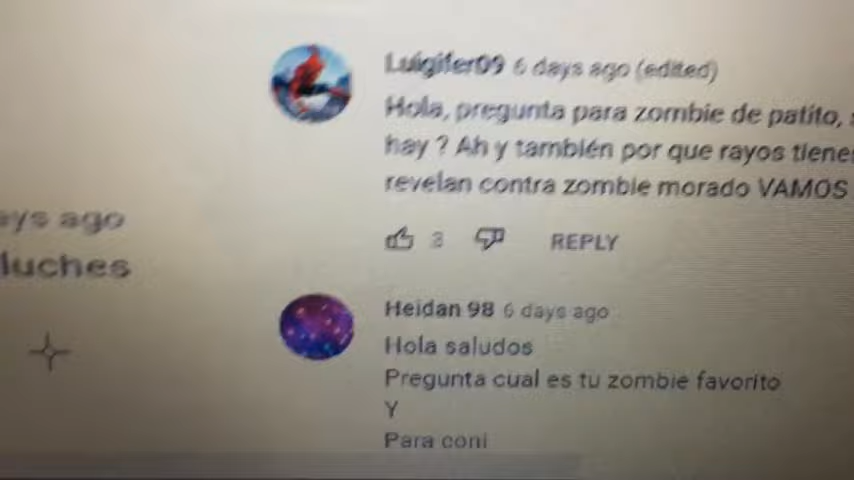 ays ago
luches
Luigifer09 6 days ago (edited)
Hola, pregunta para zombie de patito,
hay ? Ah y también por que rayos tiene
revelan contra zombie morado VAMOS
3
REPLY
Heidan 98 6 days ago
Hola saludos
Pregunta cual es tu zombie favorito
Y
Para coni